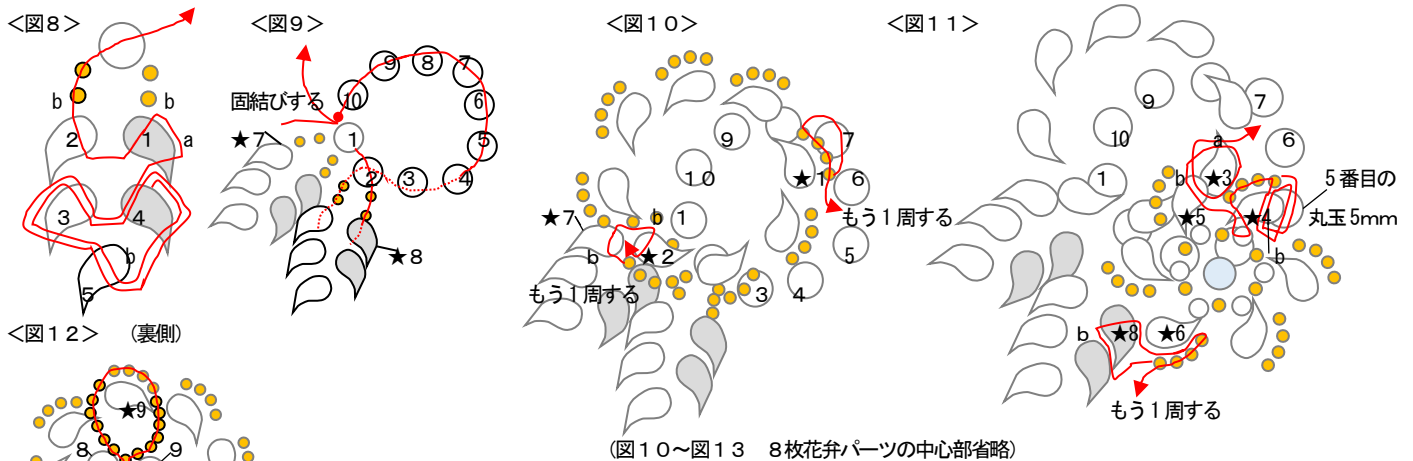 <図8>
b b
2 1 a
3 4
b
5
<図9>
9 8 7
固結びする 10 6
★7 1 5
2 3 4
★8
<図10>
9 7
10 ★1 6
もう1周する
★7 b 1
b ★2 5
もう1周する 3 4
<図11>
9 7
10 a 6
1 b ★3 5番目の
★5 ★4 丸玉5mm
b
b ★8 ★6
もう1周する
<図12> (裏側)
★9
8 9
(図10~図13 8枚花弁パーツの中心部省略)